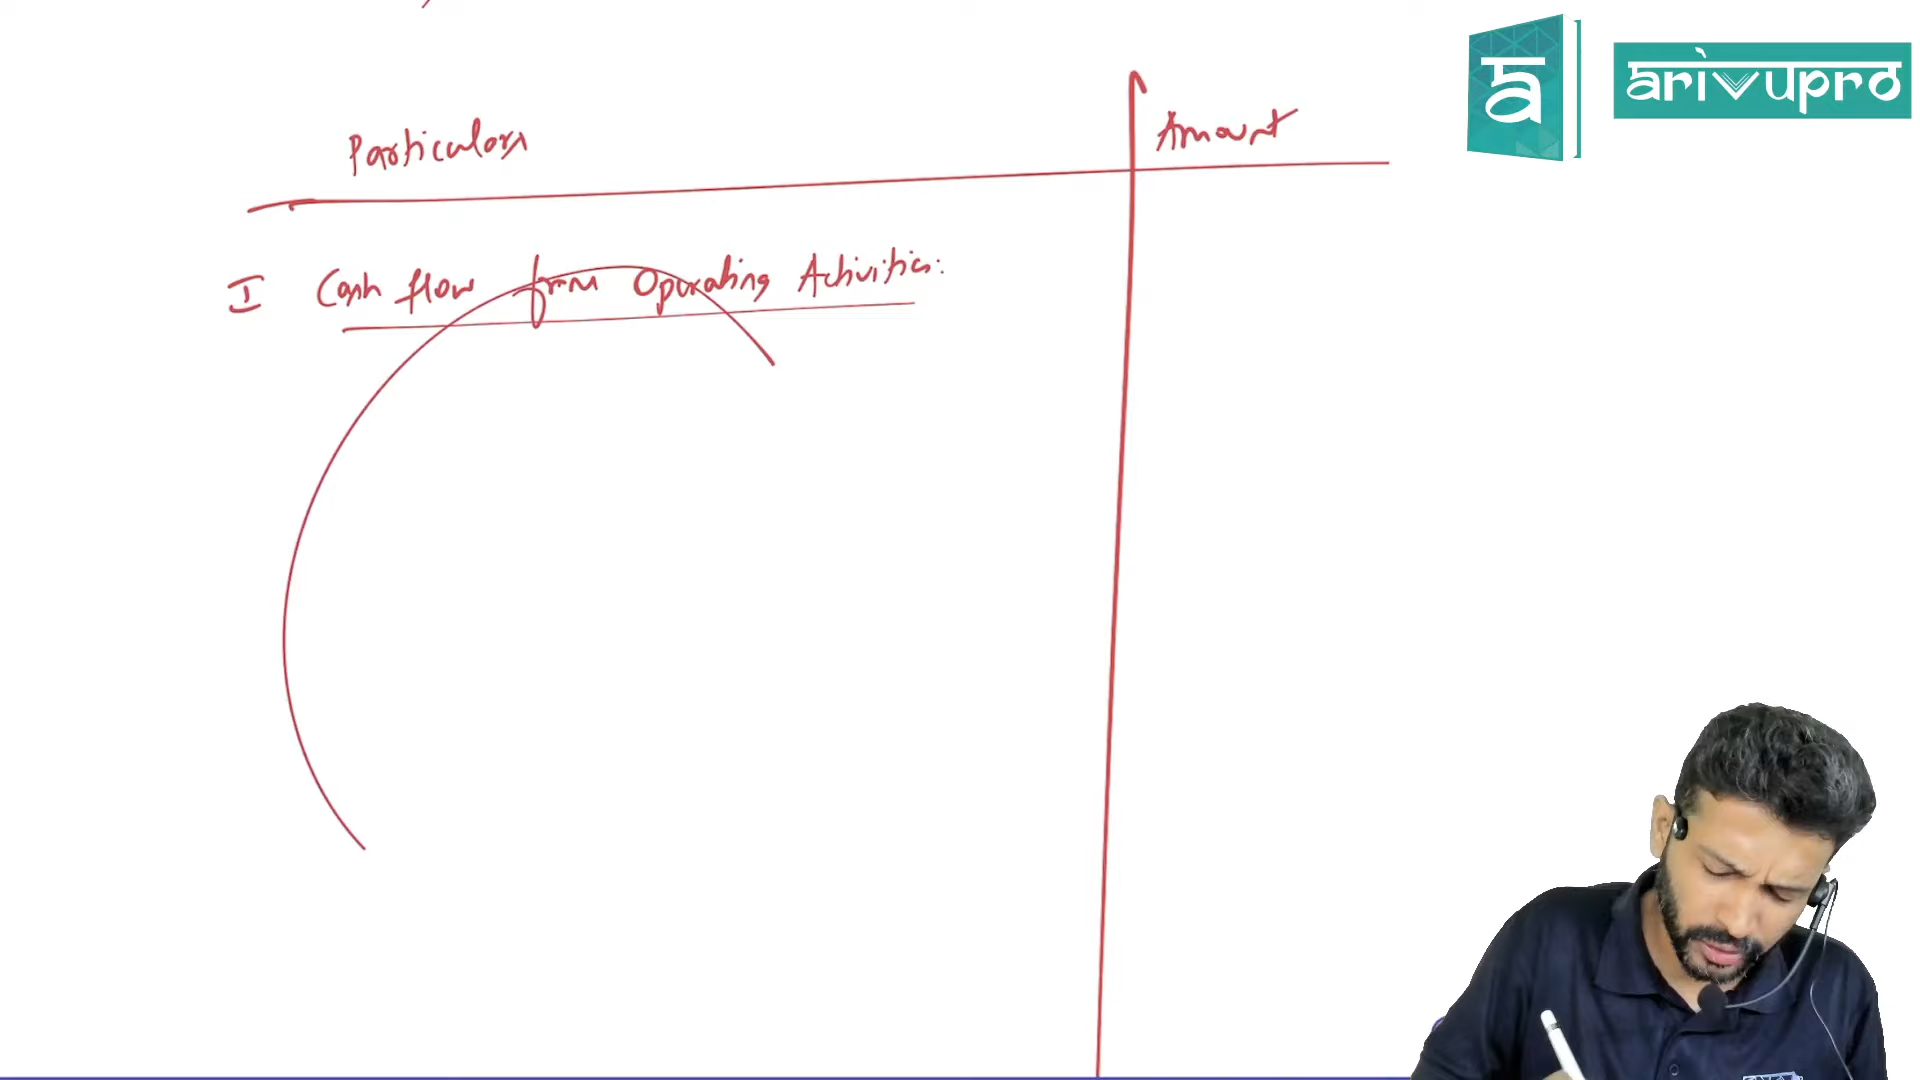 Particulars
Amount
I Cash flow from Operating Activities:
a
arivupro